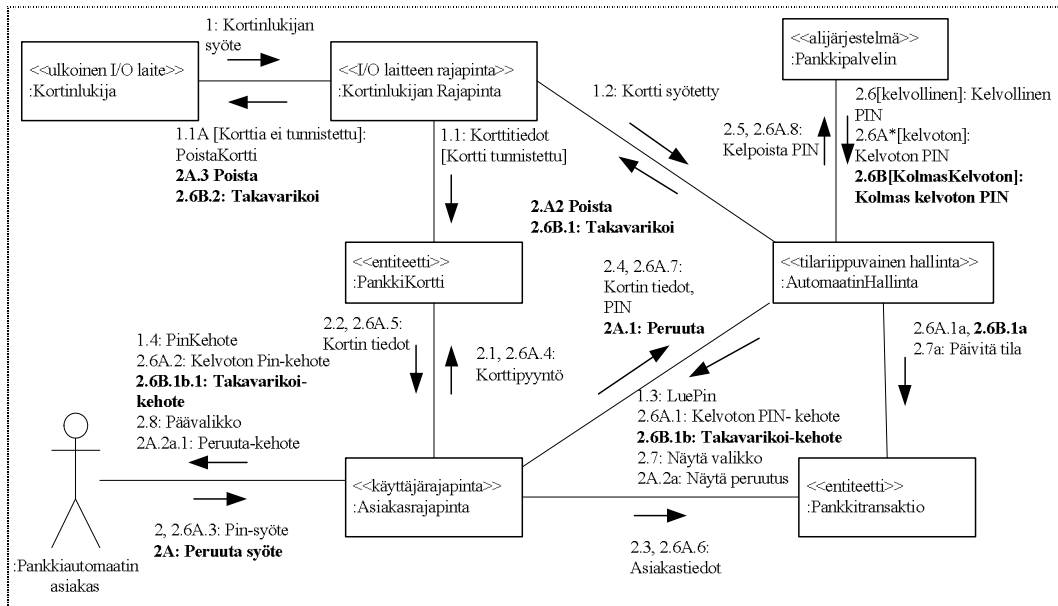 1: Kortinlukijan
syöte
<<ulkoinen I/O laite>>
:Kortinlukija
<<I/O laitteen rajapinta>
:Kortinlukijan Rajapinta
<<alijärjestelmä>
:Pankkipalvelin
1.1A [Korttia ei tunnistettu]:
PoistaKortti
2A.3 Poista
2.6B.2: Takavarikoi
1.1: Korttitiedot
[Kortti tunnistettu]
1.2: Kortti syötetty
2.5, 2.6A.8:
Kelpoista PIN
2.6[kelvollinen]: Kelvollinen
PIN
2.6A*[kelvoton]:
Kelvoton PIN
2.6B[KolmasKelvoton]:
Kolmas kelvoton PIN
2.A2 Poista
2.6B.1: Takavarikoi
<<entiteetti>
:PankkiKortti
2.4, 2.6A.7:
Kortin tiedot,
PIN
2A.1: Peruuta
<<tilariippuvainen hallinta>>
:AutomaatinHallinta
2.2, 2.6A.5:
Kortin tiedot
2.1, 2.6A.4:
Korttipyyntö
2.6A.1a, 2.6B.1a
2.7a: Päivitä tila
1.4: PinKehote
2.6A.2: Kelvoton Pin-kehote
2.6B.1b.1: Takavarikoi-
kehote
2.8: Päävalikko
2A.2a.1: Peruuta-kehote
1.3: LuePin
2.6A.1: Kelvoton PIN- kehote
2.6B.1b: Takavarikoi-kehote
2.7: Näytä valikko
2A.2a: Näytä peruutus
<<käyttäjärajapinta>
:Asiakasrajapinta
<<entiteetti>
:Pankkitransaktio
2, 2.6A.3: Pin-syöte
2A: Peruuta syöte
2.3, 2.6A.6:
Asiakastiedot
:Pankkiautomaatin
asiakas